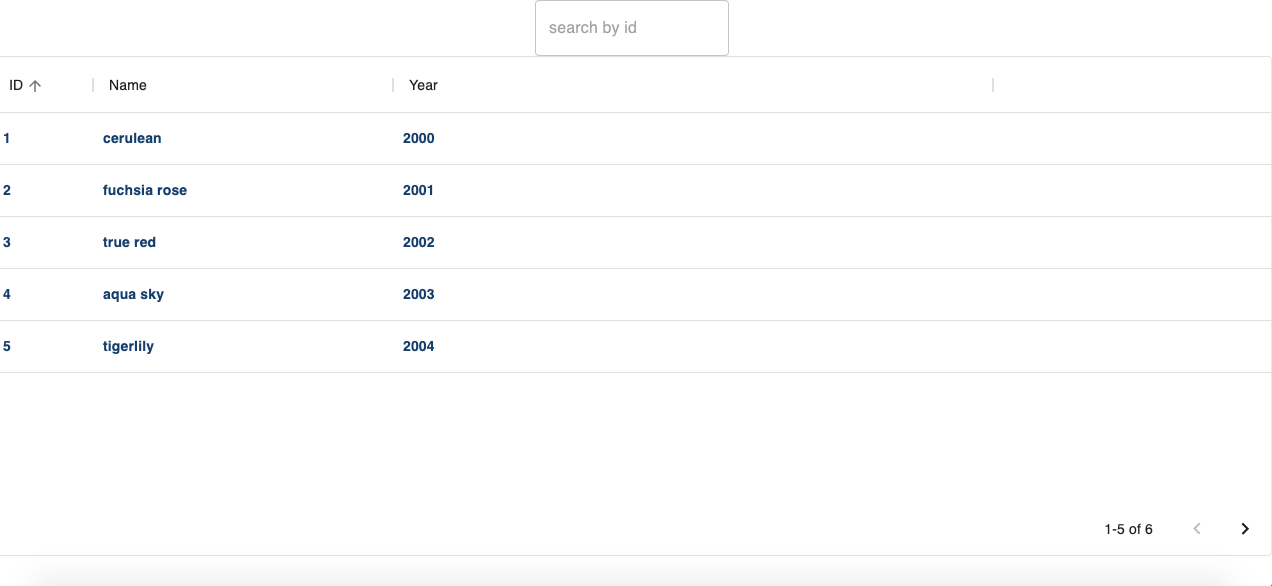 search by id
ID Name Year
1 cerulean 2000
2 fuchsia rose 2001
3 true red 2002
4 aqua sky 2003
5 tigerlily 2004
1-5 of 6